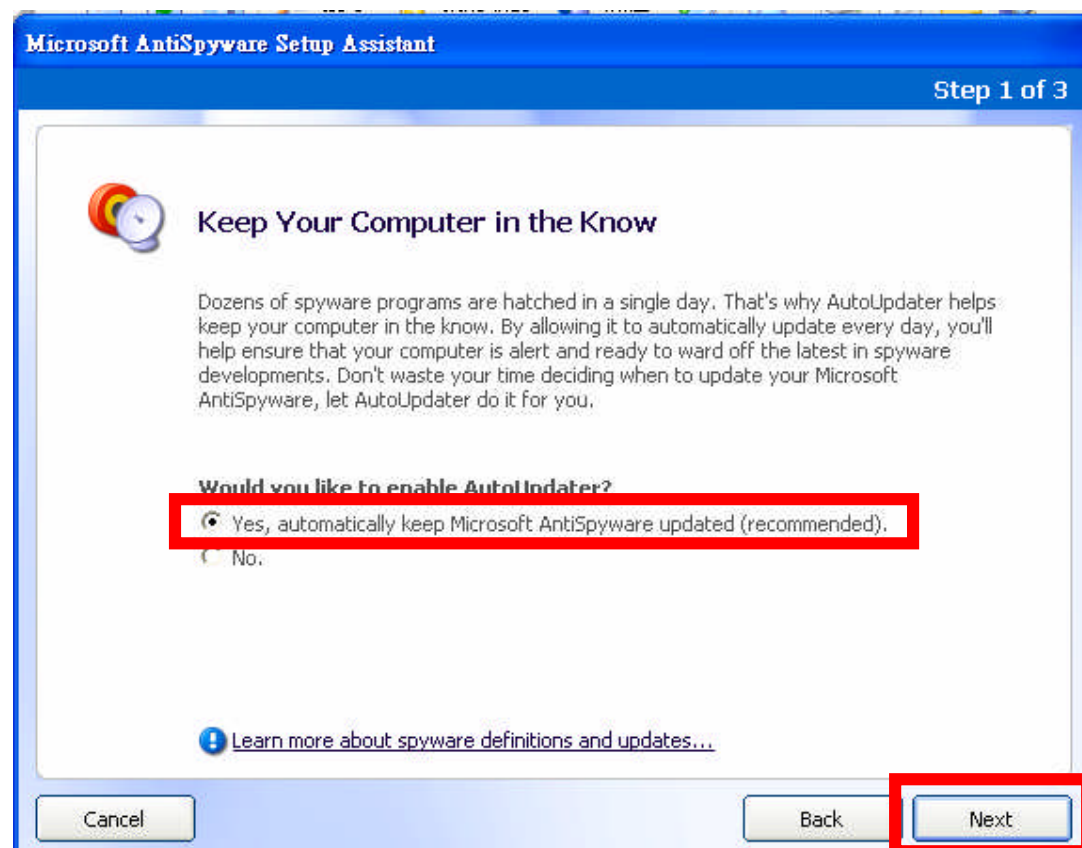 Microsoft AntiSpyware Setup Assistant
Step 1 of 3
Keep Your Computer in the Know
Dozens of spyware programs are hatched in a single day. That's why AutoUpdater helps
keep your computer in the know. By allowing it to automatically update every day, you'll
help ensure that your computer is alert and ready to ward off the latest in spyware
developments. Don't waste your time deciding when to update your Microsoft
AntiSpyware, let AutoUpdater do it for you.
Would you like to enable AutoUpdater?
Yes, automatically keep Microsoft AntiSpyware updated (recommended).
No.
Learn more about spyware definitions and updates...
Cancel
Back
Next